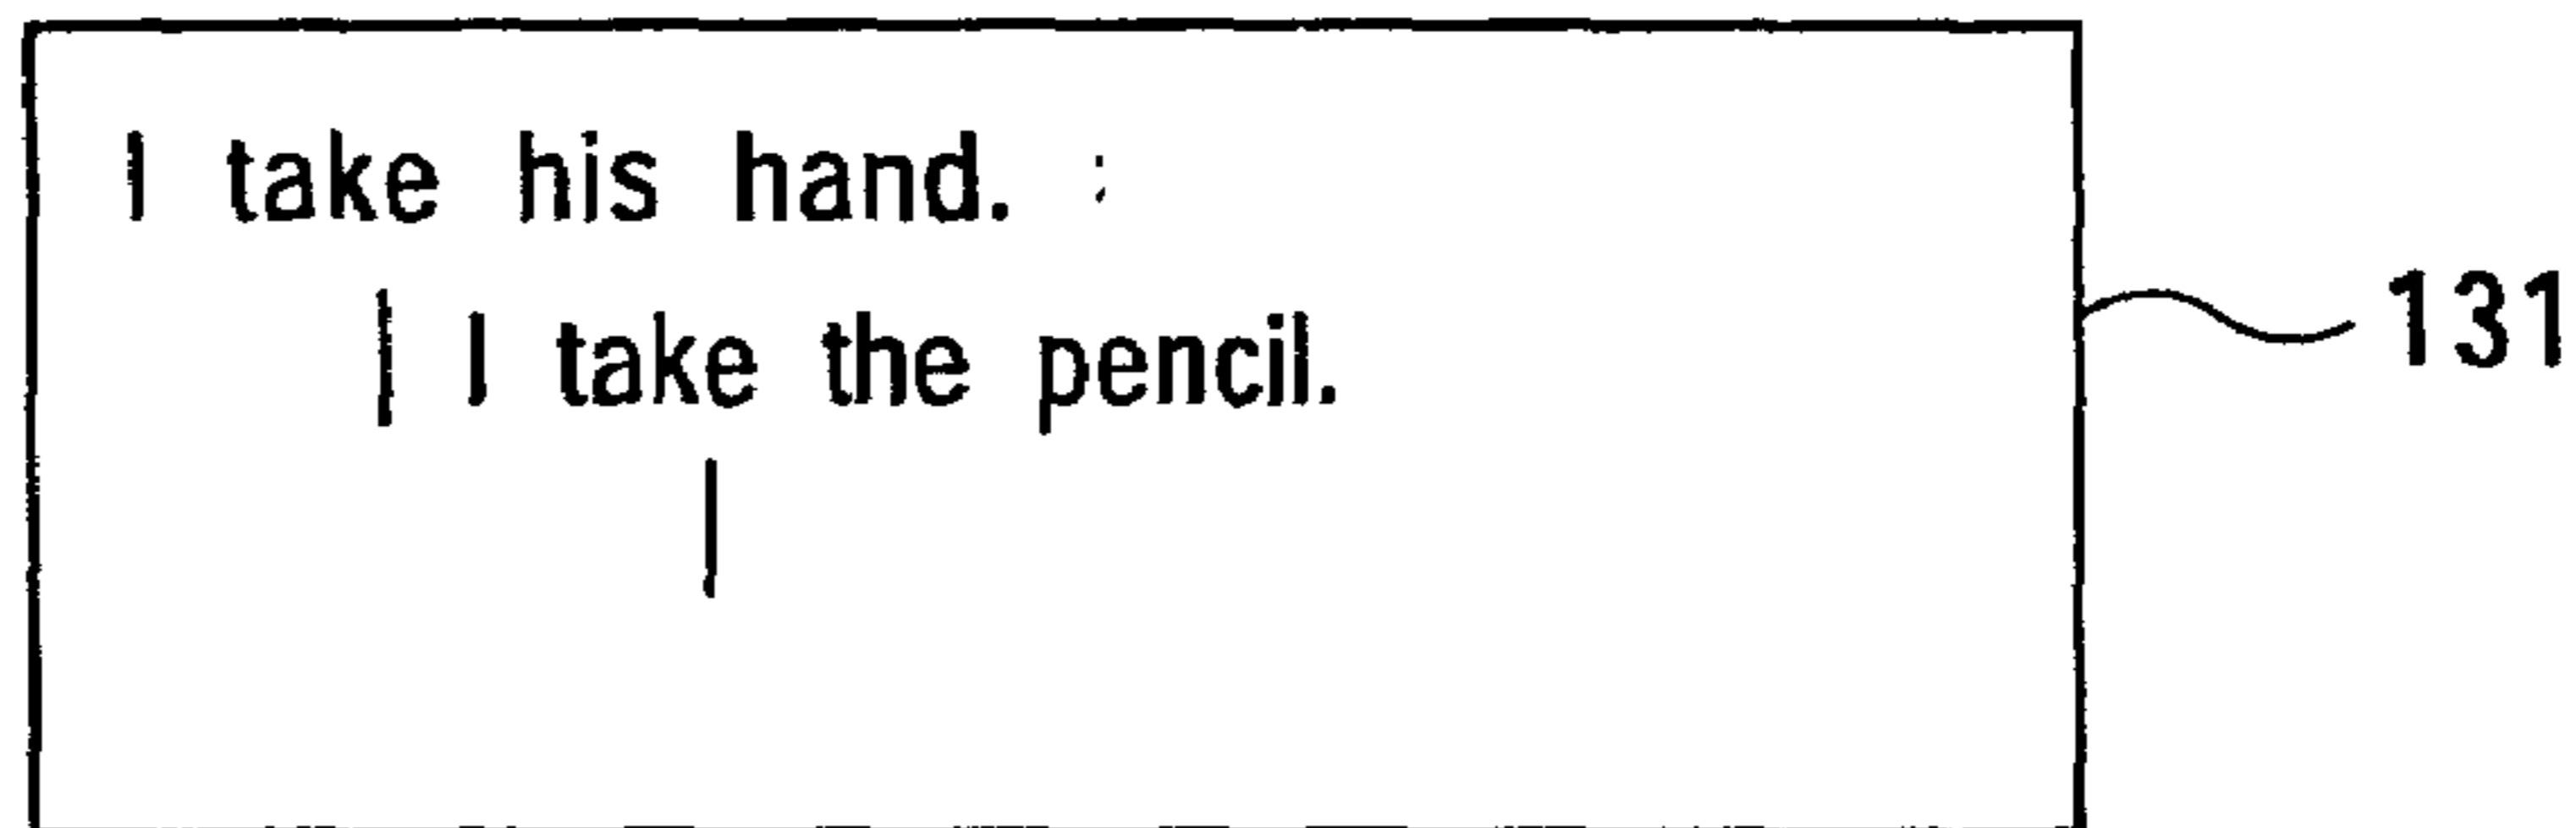 I take his hand.
| I take the pencil.
|
131